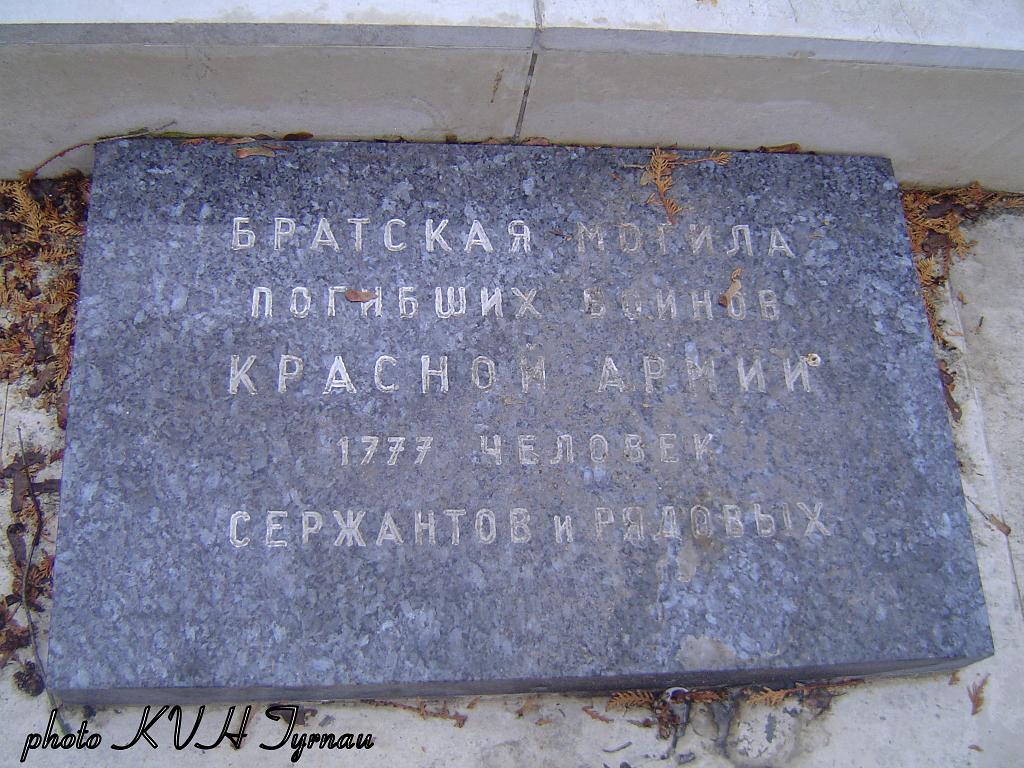 БРАТСКАЯ МОГИЛА
ПОГИБШИХ ВОИНОВ
КРАСНОЙ АРМИИ
1777 ЧЕЛОВЕК
СЕРЖАНТОВ и РЯДОВЫХ
photo KVH Tyrnau